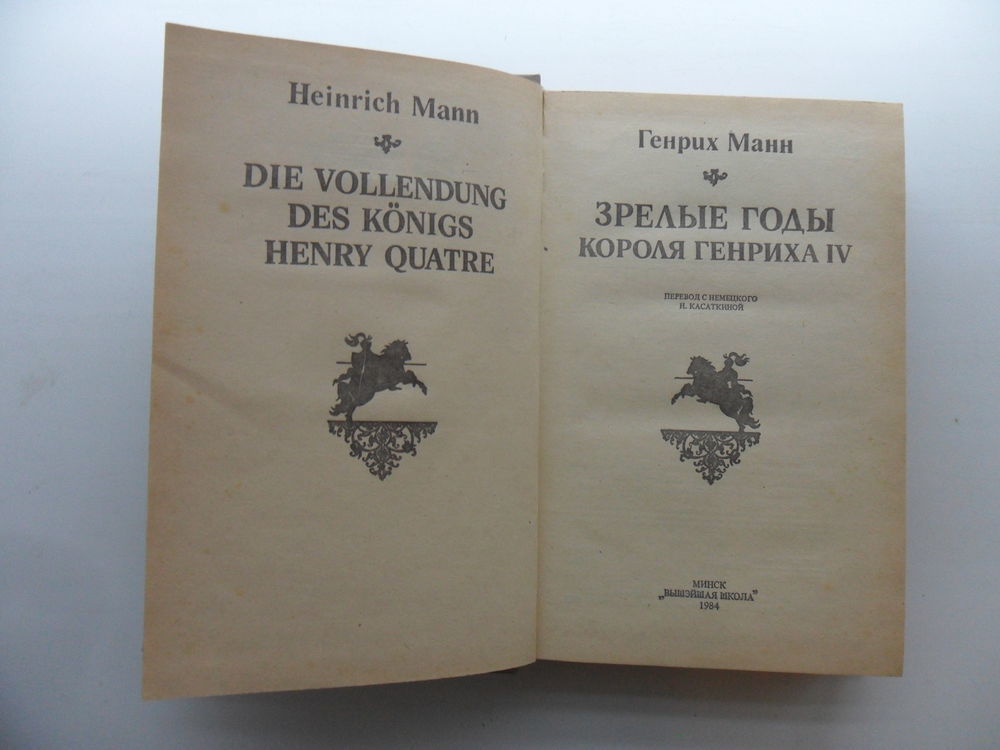 Heinrich Mann
DIE VOLLENDUNG
DES KÖNIGS
HENRY QUATRE
Генрих Манн
ЗРЕЛЫЕ ГОДЫ
КОРОЛЯ ГЕНРИХА IV
ПЕРЕВОД С НЕМЕЦКОГО
Н. КАСАТКИНОЙ
МИНСК
„ВЫШЭЙШАЯ ШКОЛА”
1984